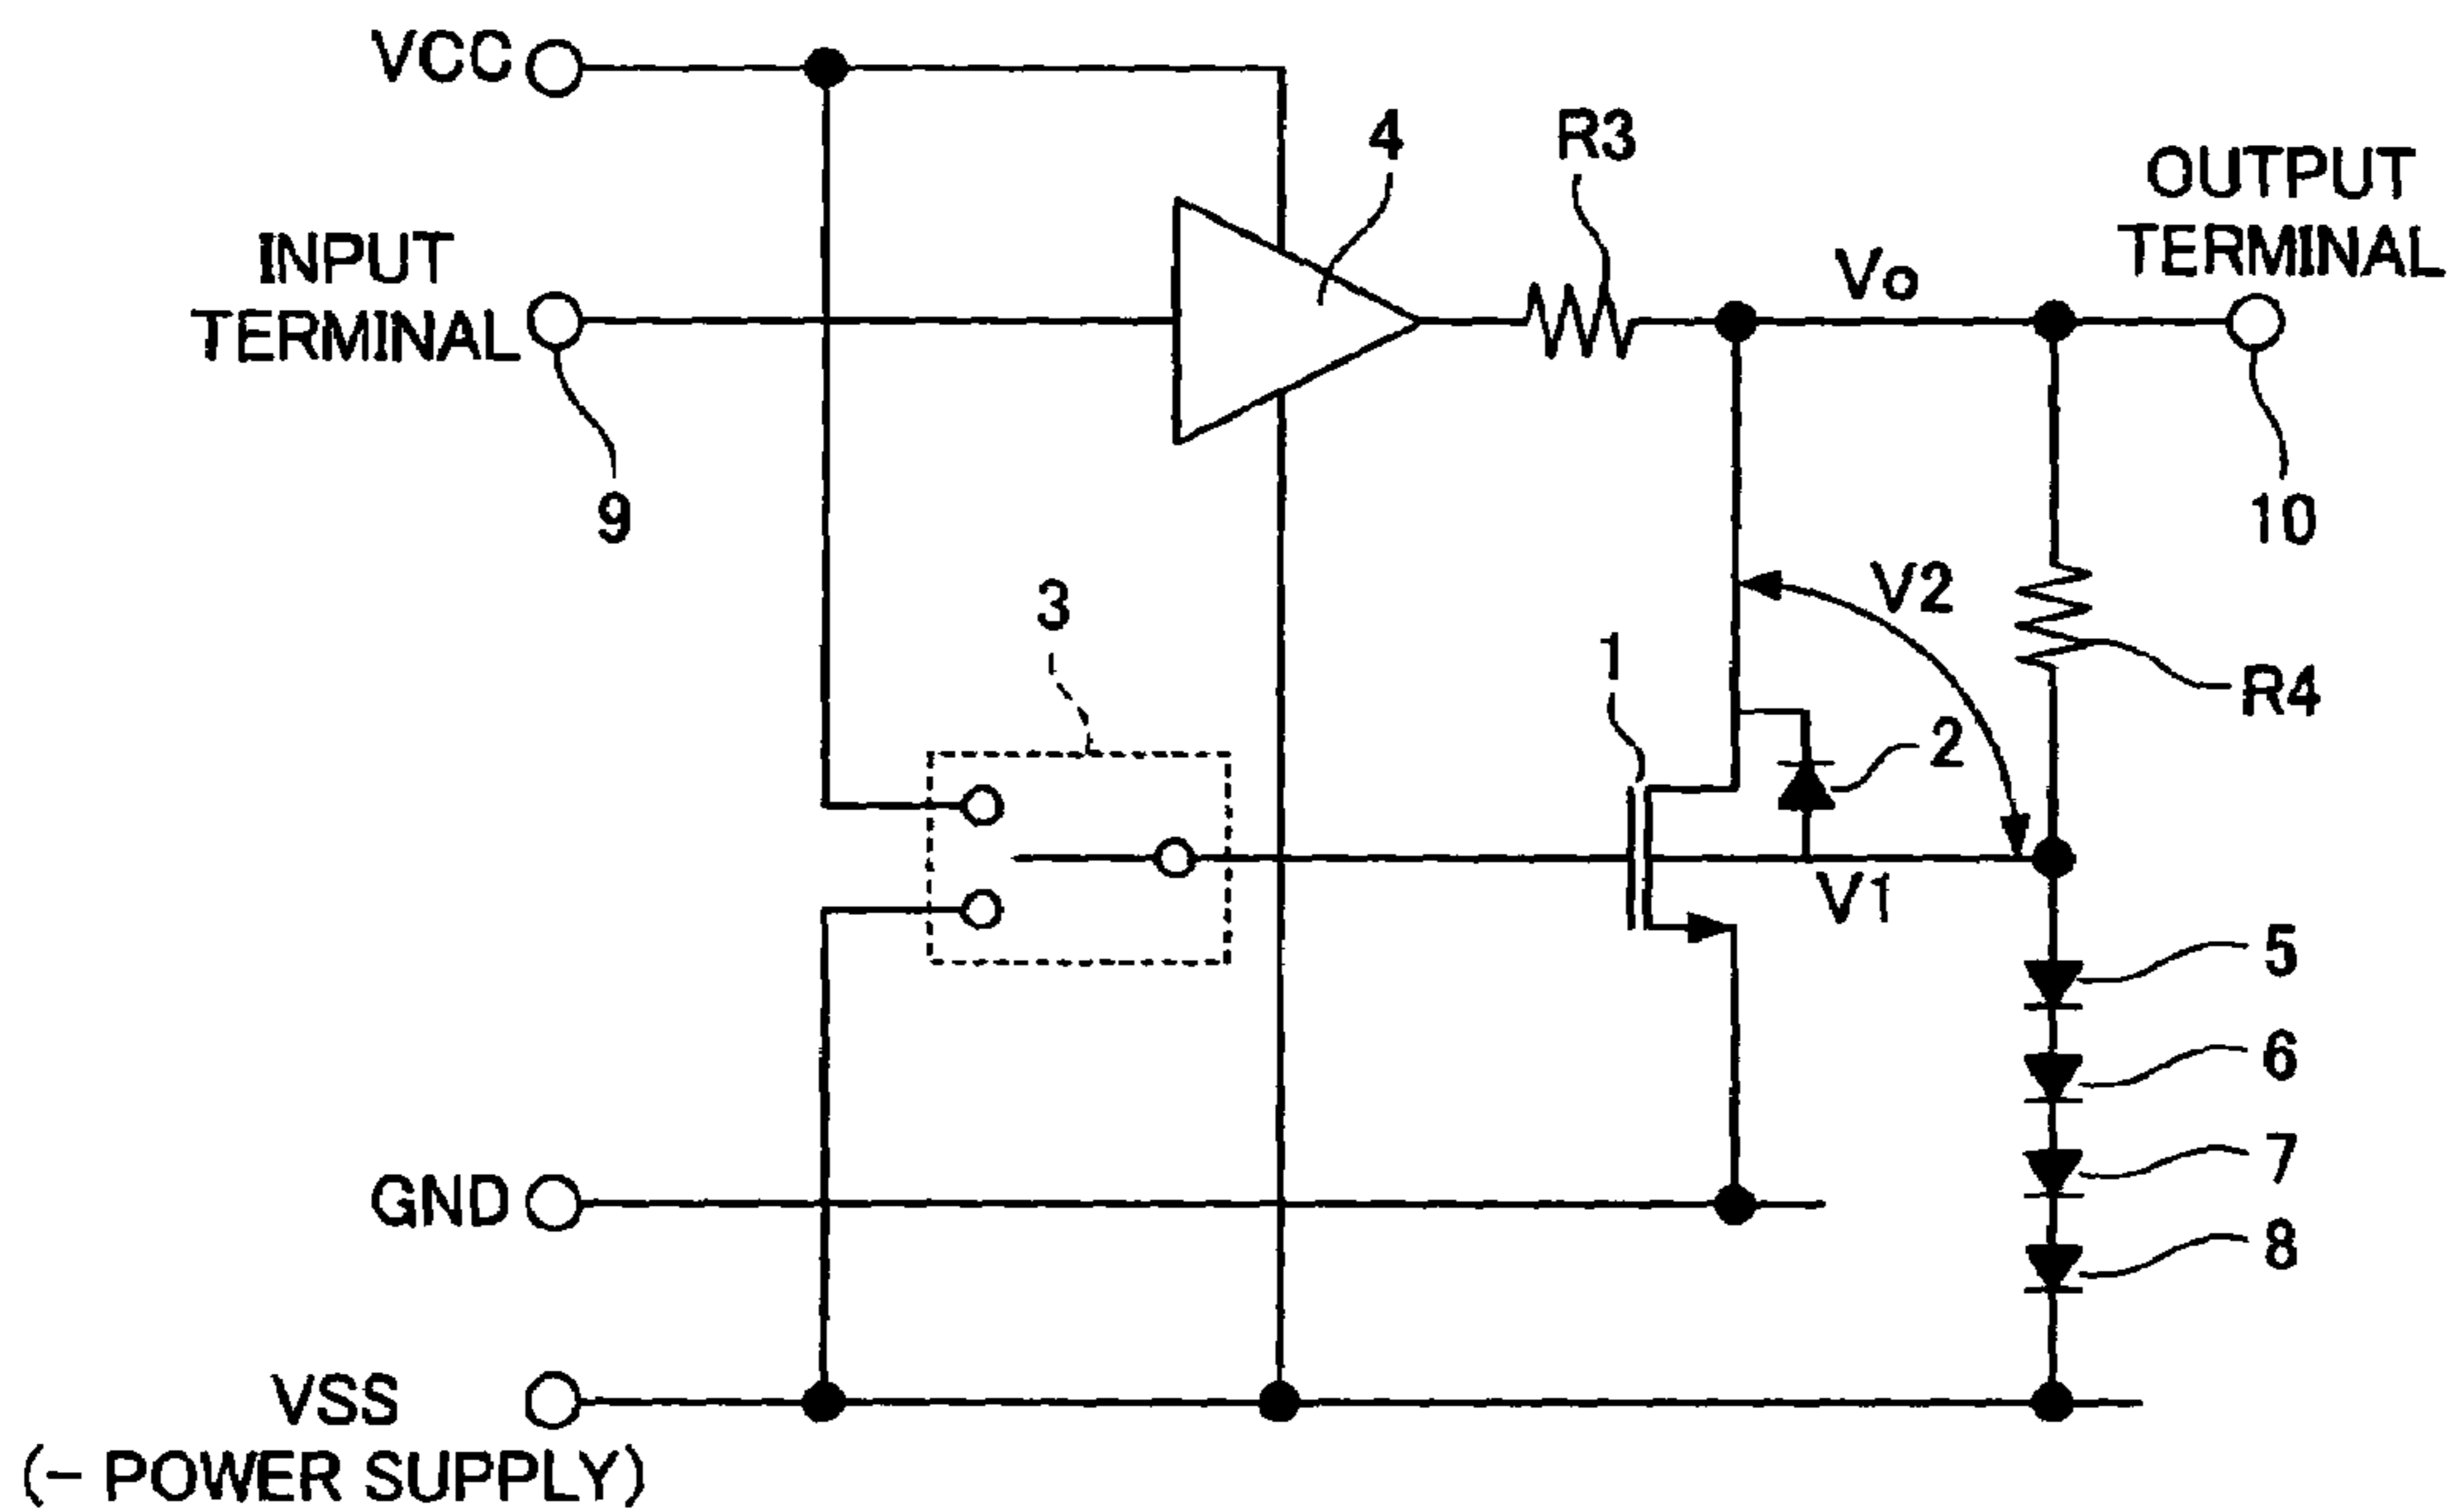 VCC
4
R3
OUTPUT
TERMINAL
INPUT
TERMINAL
Vo
9
10
3
V2
1
R4
2
V1
5
6
7
GND
8
VSS
(- POWER SUPPLY)